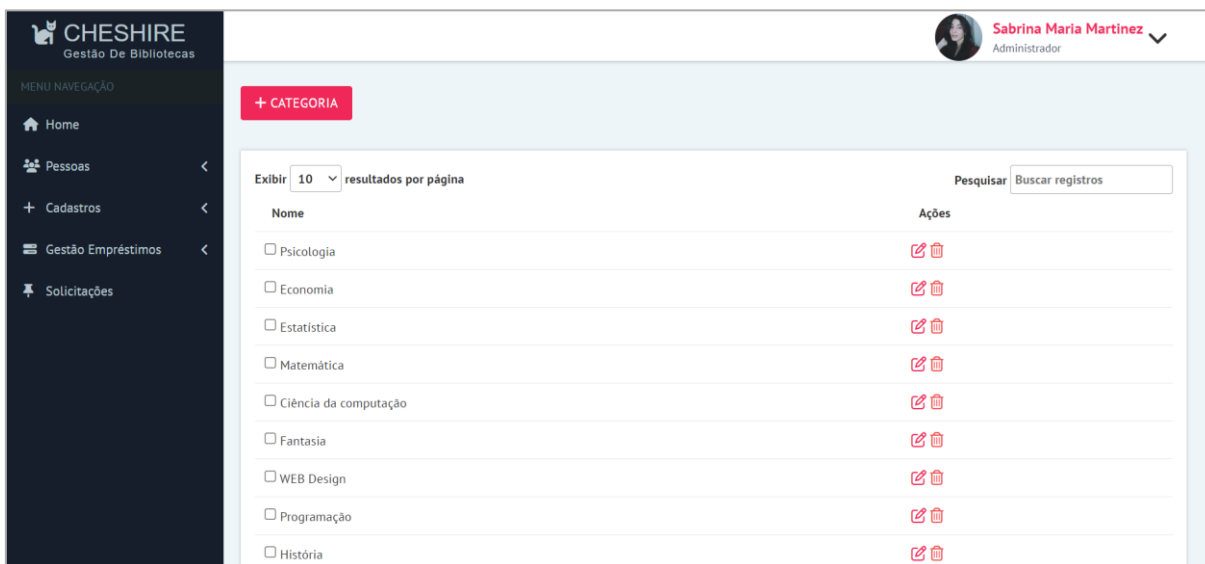 CHESHIRE
Gestão De Bibliotecas
Sabrina Maria Martinez
Administrador
MENU NAVEGAÇÃO
Home
Pessoas
Cadastros
Gestão Empréstimos
Solicitações
+ CATEGORIA
Exibir 10 resultados por página
Pesquisar Buscar registros
Nome Ações
Psicologia
Economia
Estatística
Matemática
Ciência da computação
Fantasia
WEB Design
Programação
História